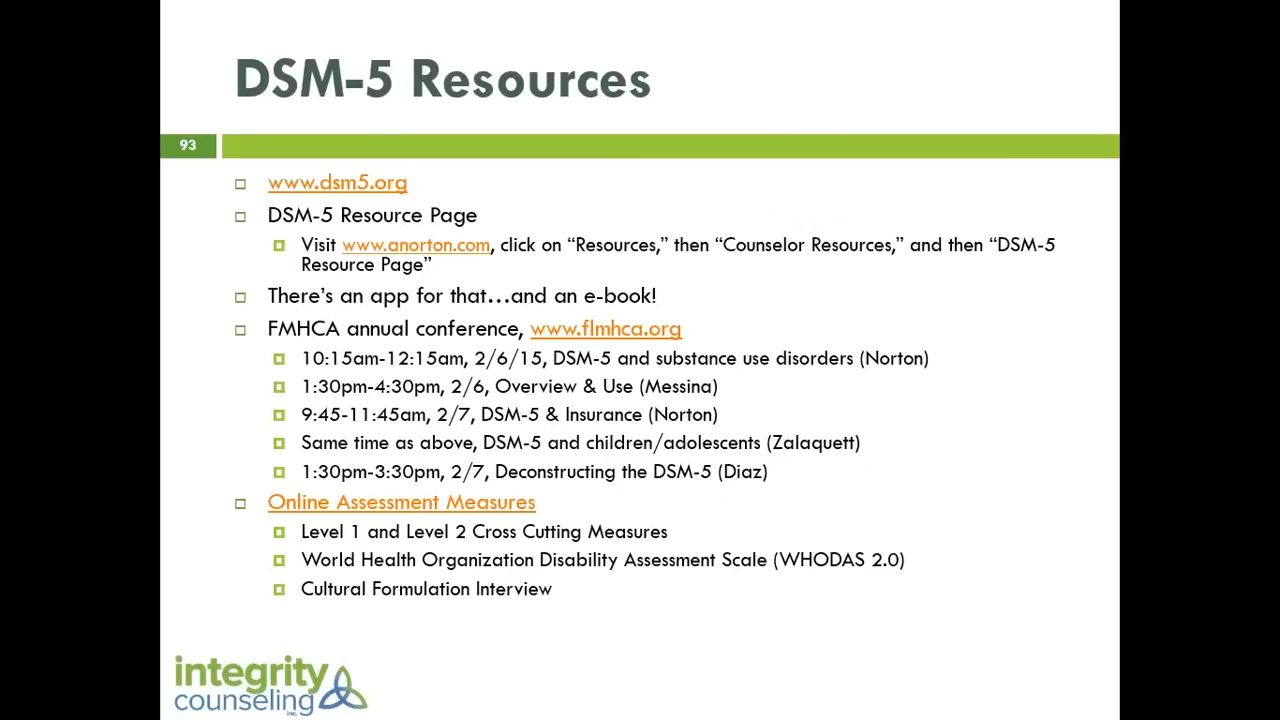 DSM-5 Resources
93
www.dsm5.org
DSM-5 Resource Page
Visit www.anorton.com, click on “Resources,” then “Counselor Resources,” and then “DSM-5
Resource Page”
There’s an app for that…and an e-book!
FMHCA annual conference, www.flmhca.org
10:15am-12:15am, 2/6/15, DSM-5 and substance use disorders (Norton)
1:30pm-4:30pm, 2/6, Overview & Use (Messina)
9:45-11:45am, 2/7, DSM-5 & Insurance (Norton)
Same time as above, DSM-5 and children/adolescents (Zalaquett)
1:30pm-3:30pm, 2/7, Deconstructing the DSM-5 (Diaz)
Online Assessment Measures
Level 1 and Level 2 Cross Cutting Measures
World Health Organization Disability Assessment Scale (WHODAS 2.0)
Cultural Formulation Interview
integrity
counseling
inc.